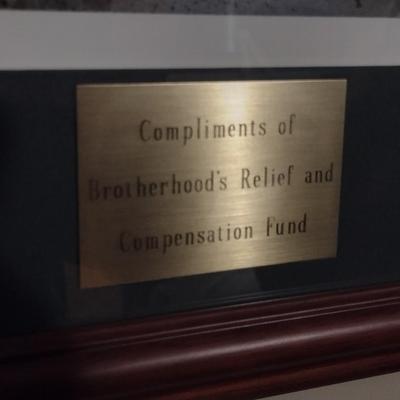 Compliments of
Brotherhood's Relief and
Compensation Fund